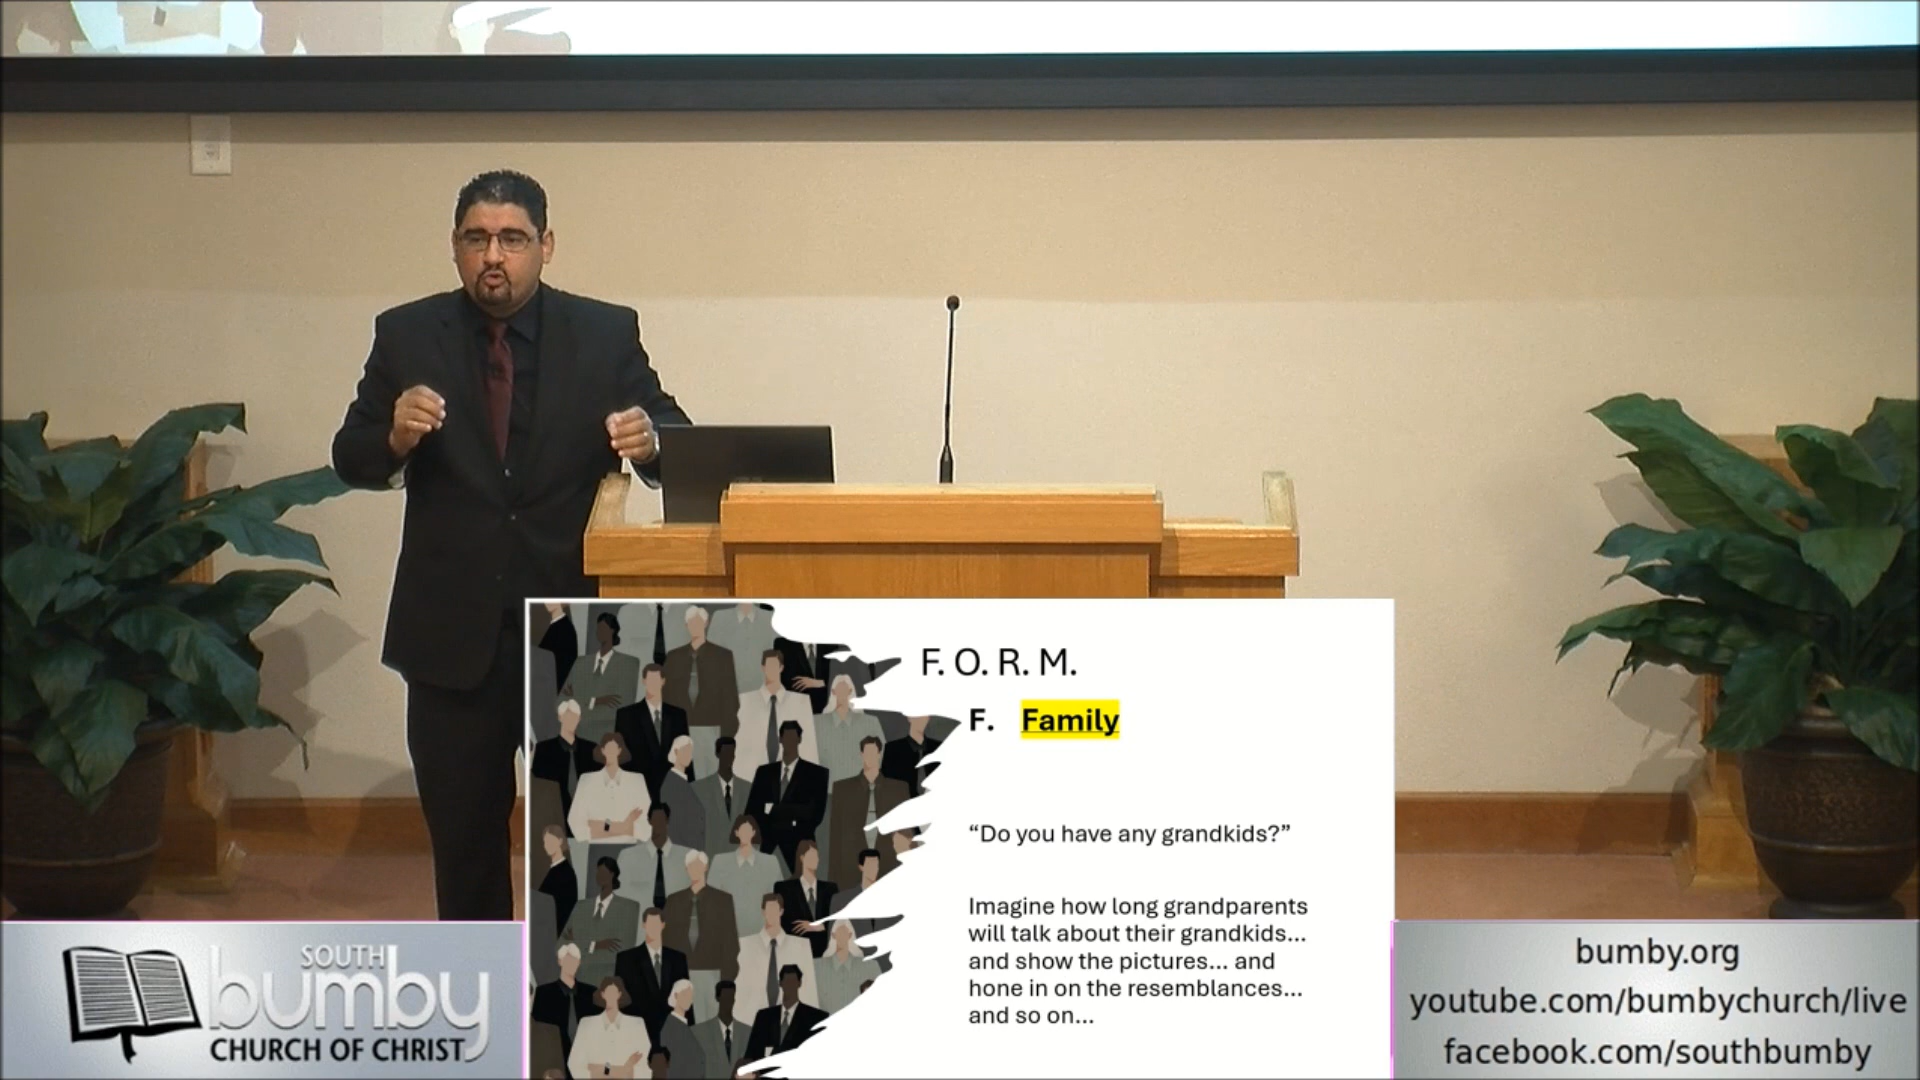 F. O. R. M.
F. Family
“Do you have any grandkids?”
Imagine how long grandparents
will talk about their grandkids...
and show the pictures... and
hone in on the resemblances...
and so on...
SOUTH
bumby
CHURCH OF CHRIST
bumby.org
youtube.com/bumbychurch/live
facebook.com/southbumby